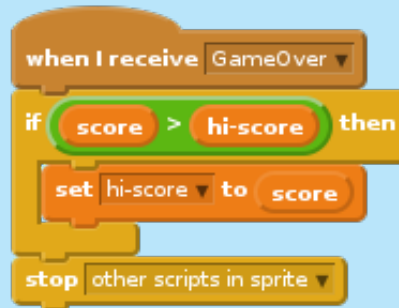 when I receive GameOver
if score > hi-score then
set hi-score to score
stop other scripts in sprite